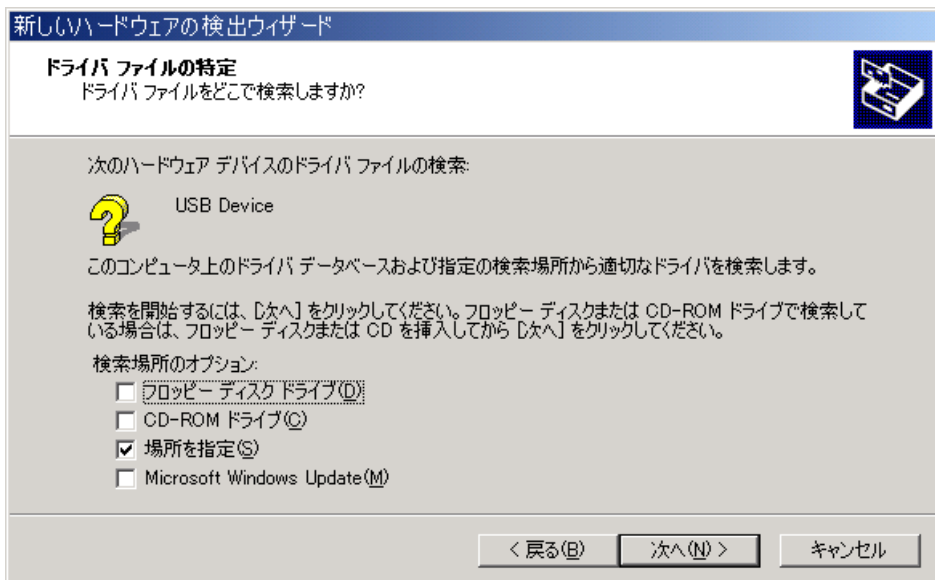 新しいハードウェアの検出ウィザード
ドライバ ファイルの特定
ドライバ ファイルをどこで検索しますか?
次のハードウェア デバイスのドライバ ファイルの検索:
USB Device
このコンピュータ上のドライバ データベースおよび指定の検索場所から適切なドライバを検索します。
検索を開始するには、[次へ] をクリックしてください。フロッピー ディスクまたは CD-ROM ドライブで検索して
いる場合は、フロッピー ディスクまたは CD を挿入してから [次へ] をクリックしてください。
検索場所のオプション:
フロッピー ディスク ドライブ(D)
CD-ROM ドライブ(C)
場所を指定(S)
Microsoft Windows Update(M)
< 戻る(B)
次へ(N) >
キャンセル